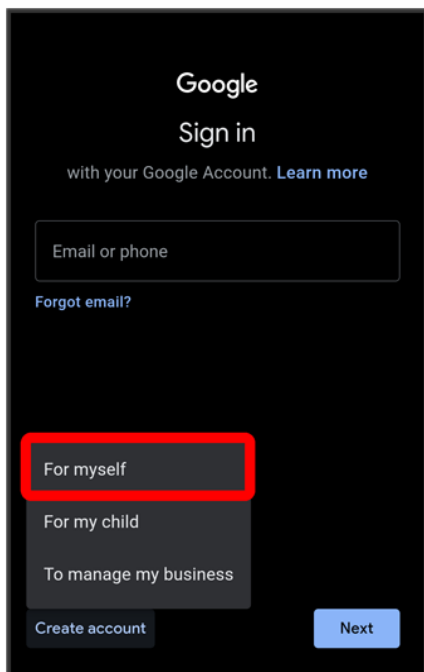 Google
Sign in
with your Google Account. Learn more
Email or phone
Forgot email?
For myself
For my child
To manage my business
Create account
Next